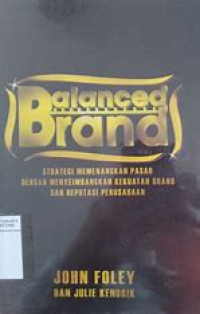 Balanced
Brand
STRATEGI MEMENANGKAN PASAR
DENGAN MENYEIMBANGKAN KEKUATAN BRAND
DAN REPUTASI PERUSAHAAN
JOHN FOLEY
DAN JULIE KENDRIK